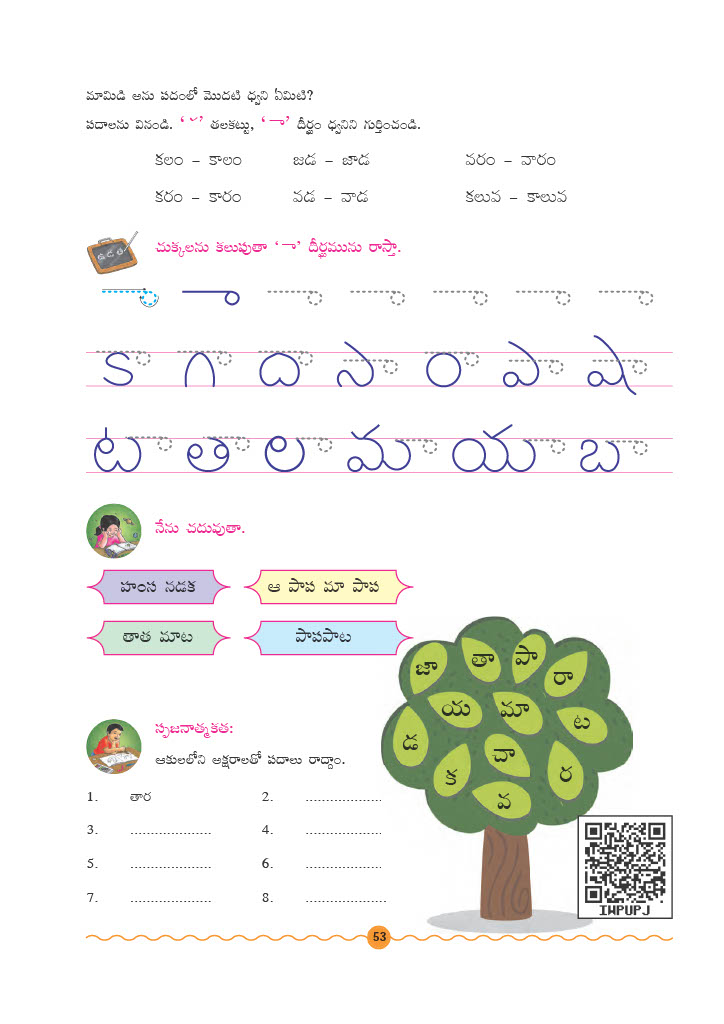 మామిడి అను పదంలో మొదటి ధ్వని ఏమిటి?
పదాలను వినండి. ‘ ✓ ’ తలకట్టు, ‘ ా ’ దీర్ఘం ధ్వనిని గుర్తించండి.
కలం – కాలం జడ – జాడ వరం – వారం
కరం – కారం వడ – వాడ కలువ – కాలువ
చుక్కలను కలుపుతూ ‘ ా ’ దీర్ఘమును రాస్తా.
ా ా ా ా ా ా ా
కా గా దా నా రా పా షా
టా తా లా మా యా బా
నేను చదువుతా.
హంస నడక ఆ పాప మా పాప
తాత మాట పాపపాట
జా తా పా రా
య మా ట
డ చా
క ర
వ
సృజనాత్మకత:
ఆకులలోని అక్షరాలతో పదాలు రాద్దాం.
1. తార 2. ...................
3. .................... 4. ...................
5. .................... 6. ...................
7. .................... 8. ....................
IWPUPJ
53